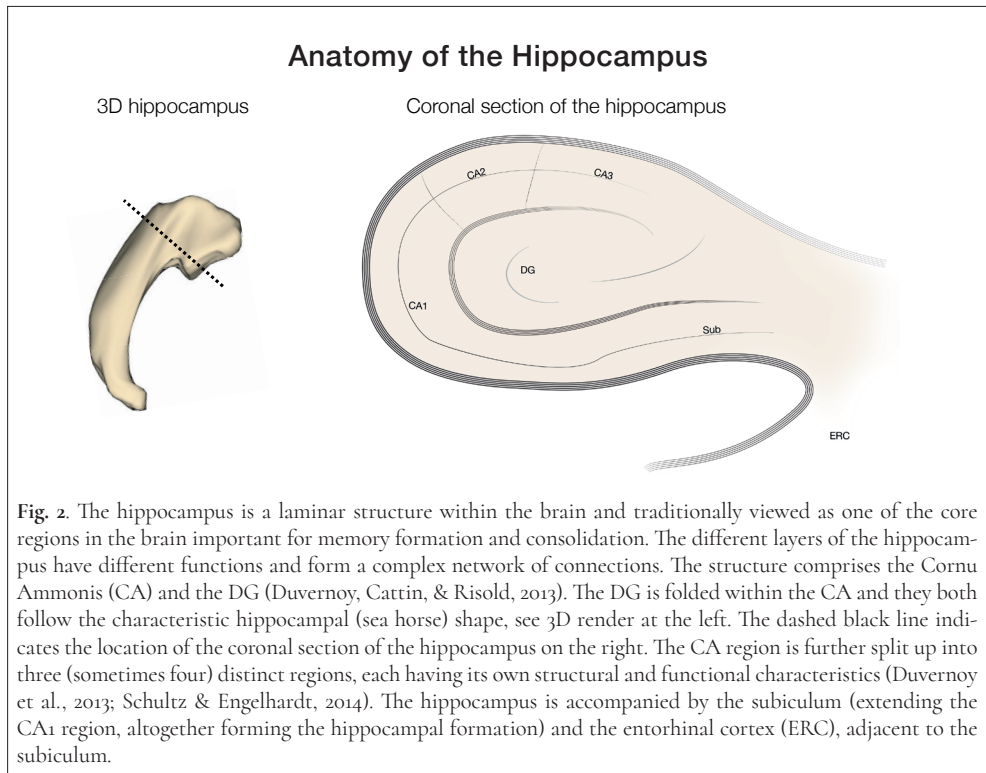 Anatomy of the Hippocampus
3D hippocampus
Coronal section of the hippocampus
CA2
CA3
DG
CA1
Sub
ERC
Fig. 2. The hippocampus is a laminar structure within the brain and traditionally viewed as one of the core
regions in the brain important for memory formation and consolidation. The different layers of the hippocam-
pus have different functions and form a complex network of connections. The structure comprises the Cornu
Ammonis (CA) and the DG (Duvernoy, Cattin, & Risold, 2013). The DG is folded within the CA and they both
follow the characteristic hippocampal (sea horse) shape, see 3D render at the left. The dashed black line indi-
cates the location of the coronal section of the hippocampus on the right. The CA region is further split up into
three (sometimes four) distinct regions, each having its own structural and functional characteristics (Duvernoy
et al., 2013; Schultz & Engelhardt, 2014). The hippocampus is accompanied by the subiculum (extending the
CA1 region, altogether forming the hippocampal formation) and the entorhinal cortex (ERC), adjacent to the
subiculum.